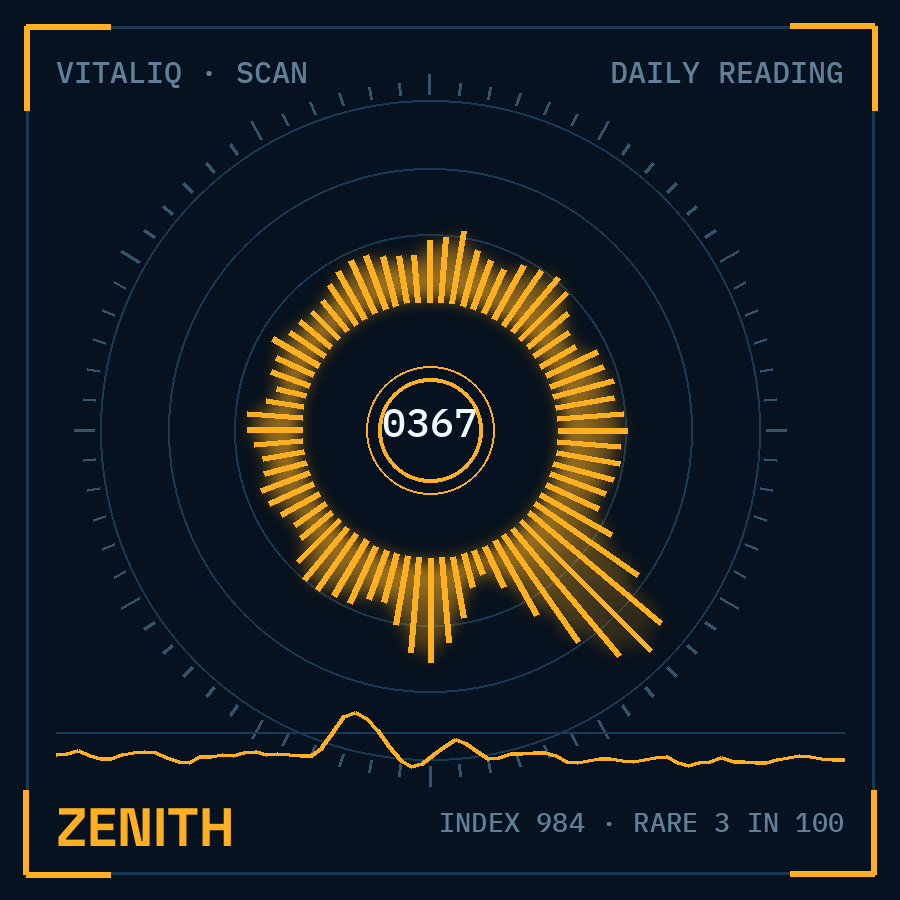 VITALIQ · SCAN
DAILY READING
0367
ZENITH
INDEX 984 · RARE 3 IN 100